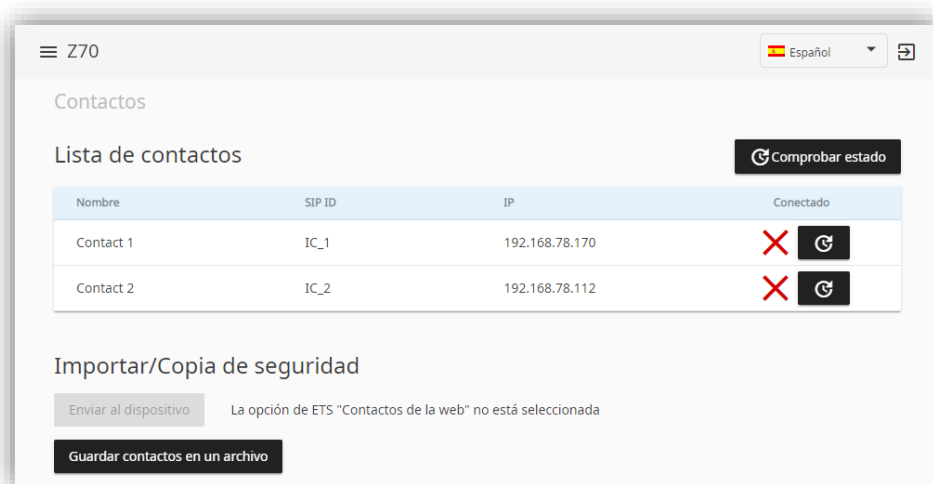 Z70
Español
Contactos
Lista de contactos
Comprobar estado
Nombre SIP ID IP Conectado
Contact 1 IC_1 192.168.78.170
Contact 2 IC_2 192.168.78.112
Importar/Copia de seguridad
Enviar al dispositivo La opción de ETS "Contactos de la web" no está seleccionada
Guardar contactos en un archivo